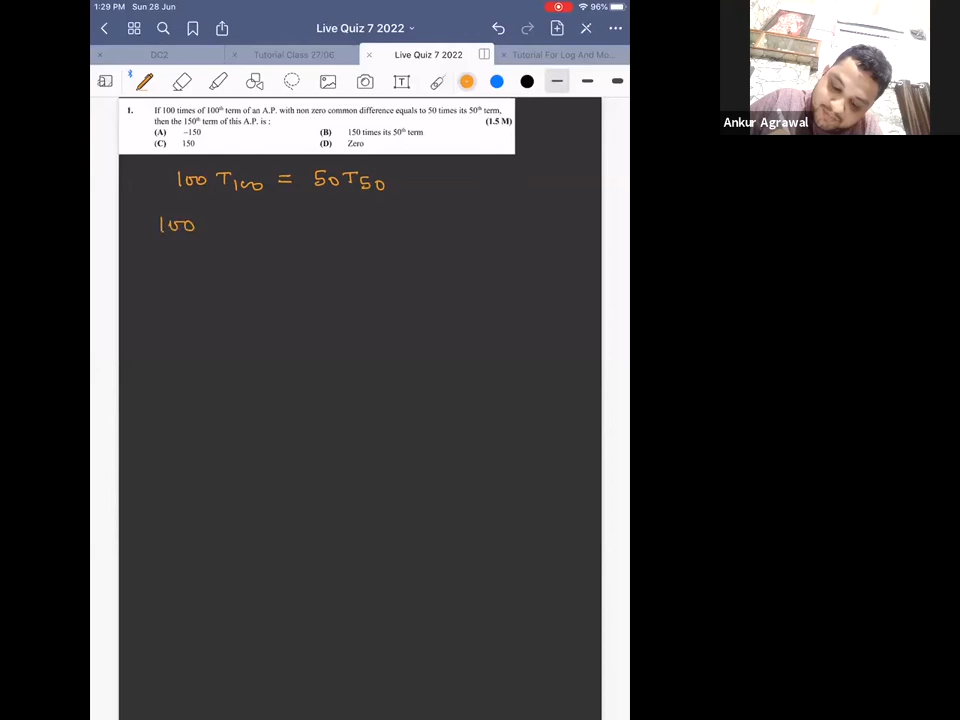 1:29 PM Sun 28 Jun
96%
Live Quiz 7 2022
DC2
Tutorial Class 27/06
Live Quiz 7 2022
Tutorial For Log And Mo...
Ankur Agrawal
1. If 100 times of 100th term of an A.P. with non zero common difference equals to 50 times its 50th term,
then the 150th term of this A.P. is : (1.5 M)
(A) –150 (B) 150 times its 50th term
(C) 150 (D) Zero
100 T100 = 50 T50
100